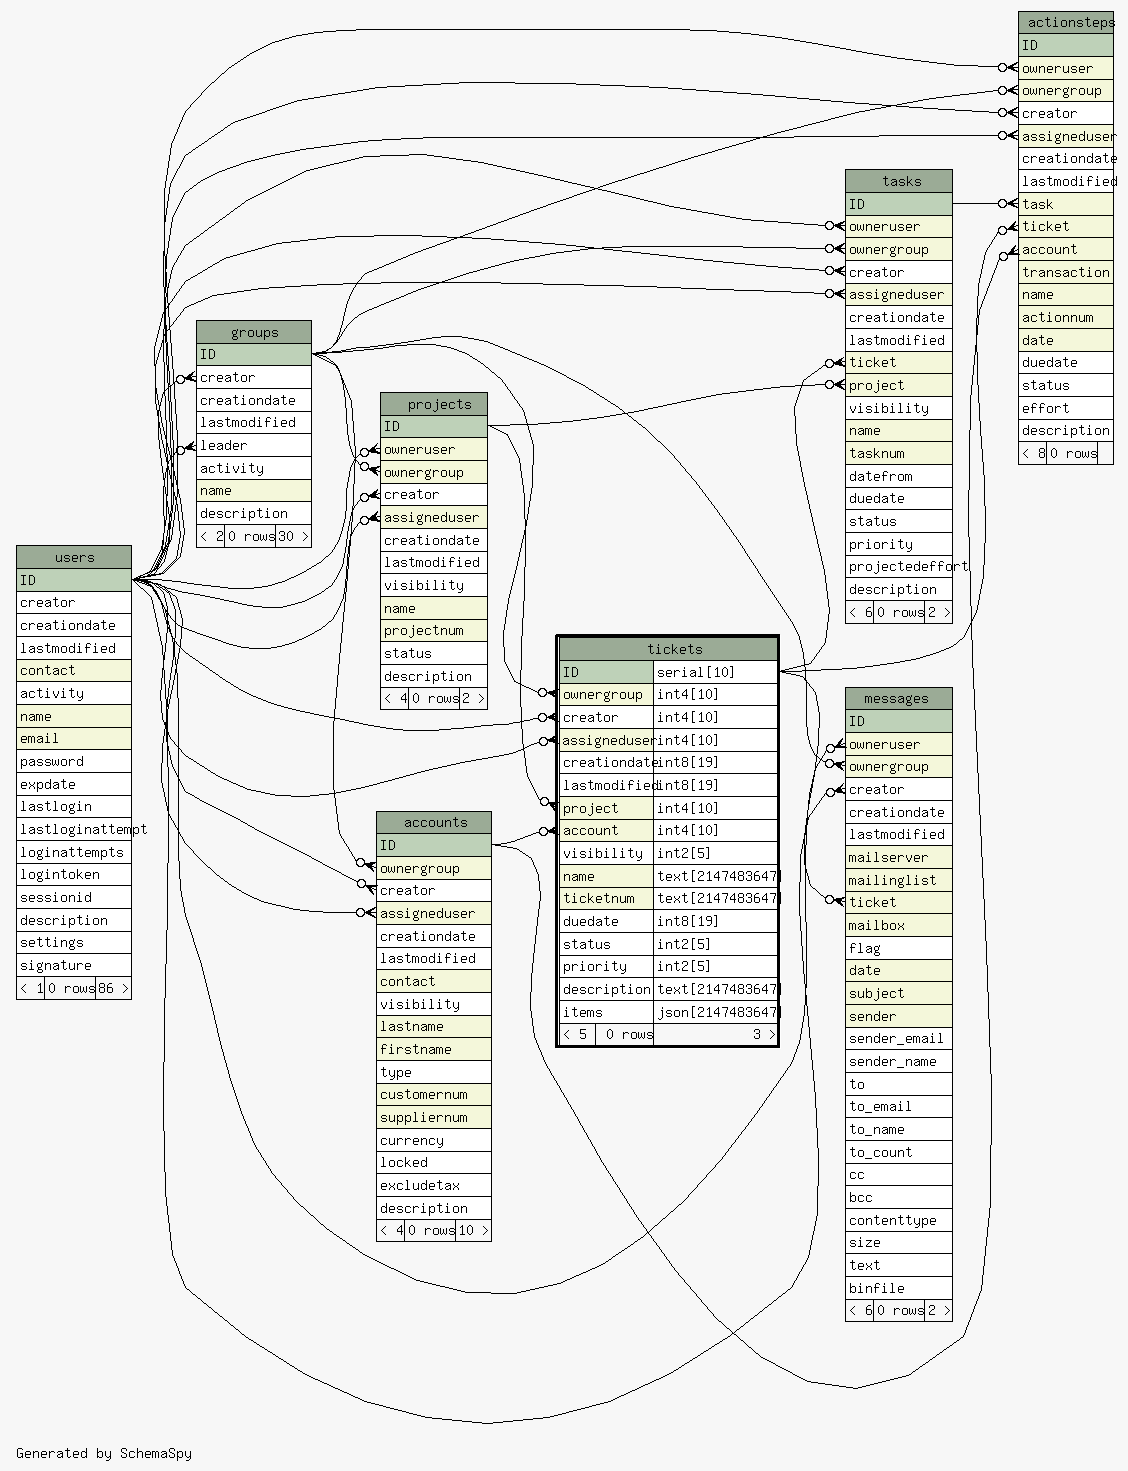 actionsteps
ID
owneruser
ownergroup
creator
assigneduser
creationdate
lastmodified
task
ticket
account
transaction
name
actionnum
date
duedate
status
effort
description
< 8 0 rows
tasks
ID
owneruser
ownergroup
creator
assigneduser
creationdate
lastmodified
ticket
project
visibility
name
tasknum
datefrom
duedate
status
priority
projectedeffort
description
< 6 0 rows 2 >
groups
ID
creator
creationdate
lastmodified
leader
activity
name
description
< 2 0 rows 30 >
projects
ID
owneruser
ownergroup
creator
assigneduser
creationdate
lastmodified
visibility
name
projectnum
status
description
< 4 0 rows 2 >
users
ID
creator
creationdate
lastmodified
contact
activity
name
email
password
expdate
lastlogin
lastloginattempt
loginattempts
logintoken
sessionid
description
settings
signature
< 1 0 rows 86 >
tickets
ID serial[10]
ownergroup int4[10]
creator int4[10]
assigneduser int4[10]
creationdate int8[19]
lastmodified int8[19]
project int4[10]
account int4[10]
visibility int2[5]
name text[2147483647]
ticketnum text[2147483647]
duedate int8[19]
status int2[5]
priority int2[5]
description text[2147483647]
items json[2147483647]
< 5 0 rows 3 >
accounts
ID
ownergroup
creator
assigneduser
creationdate
lastmodified
contact
visibility
lastname
firstname
type
customernum
suppliernum
currency
locked
excludetax
description
< 4 0 rows 10 >
messages
ID
owneruser
ownergroup
creator
creationdate
lastmodified
mailserver
mailinglist
ticket
mailbox
flag
date
subject
sender
sender_email
sender_name
to
to_email
to_name
to_count
cc
bcc
contenttype
size
text
binfile
< 6 0 rows 2 >
Generated by SchemaSpy